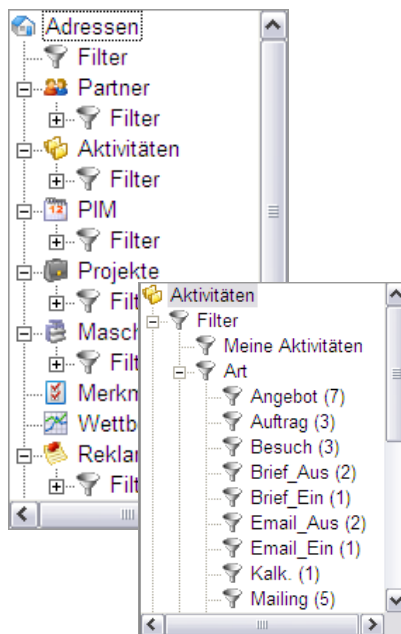 Adressen
Filter
Partner
Filter
Aktivitäten
Filter
PIM
12
Filter
Projekte
Filt
Masch
Filt
Merkm
Wettb
Reklar
Filt
Aktivitäten
Filter
Meine Aktivitäten
Art
Angebot (7)
Auftrag (3)
Besuch (3)
Brief_Aus (2)
Brief_Ein (1)
Email_Aus (2)
Email_Ein (1)
Kalk. (1)
Mailing (5)